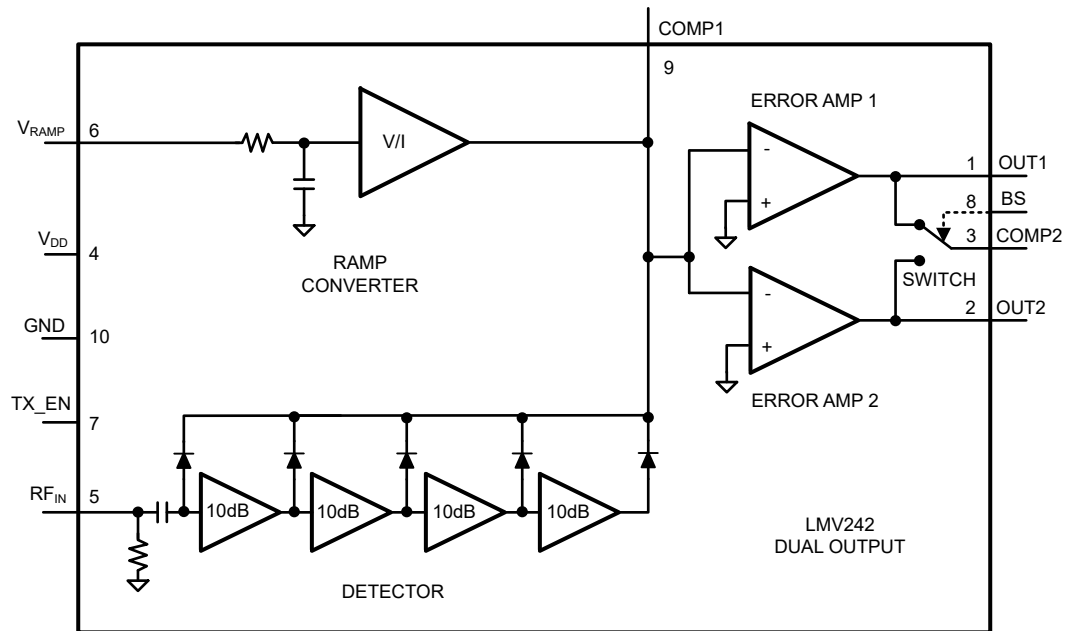 COMP1
9
ERROR AMP 1
V_RAMP 6
V/I
-
+
1 OUT1
8 BS
3 COMP2
SWITCH
V_DD
4
RAMP
CONVERTER
-
+
2 OUT2
GND
10
ERROR AMP 2
TX_EN
7
RF_IN 5
10dB 10dB 10dB 10dB
LMV242
DUAL OUTPUT
DETECTOR